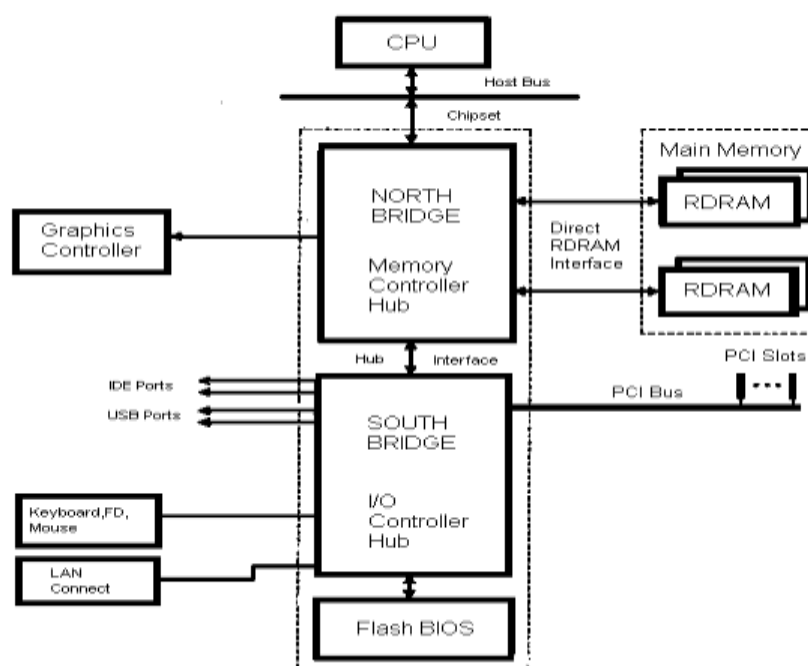 CPU
Host Bus
Chipset
Main Memory
NORTH
BRIDGE
Memory
Controller
Hub
RDRAM
Graphics
Controller
Direct
RDRAM
Interface
RDRAM
Hub Interface
PCI Slots
IDE Ports
USB Ports
PCI Bus
SOUTH
BRIDGE
I/O
Controller
Hub
Keyboard,FD,
Mouse
LAN
Connect
Flash BIOS